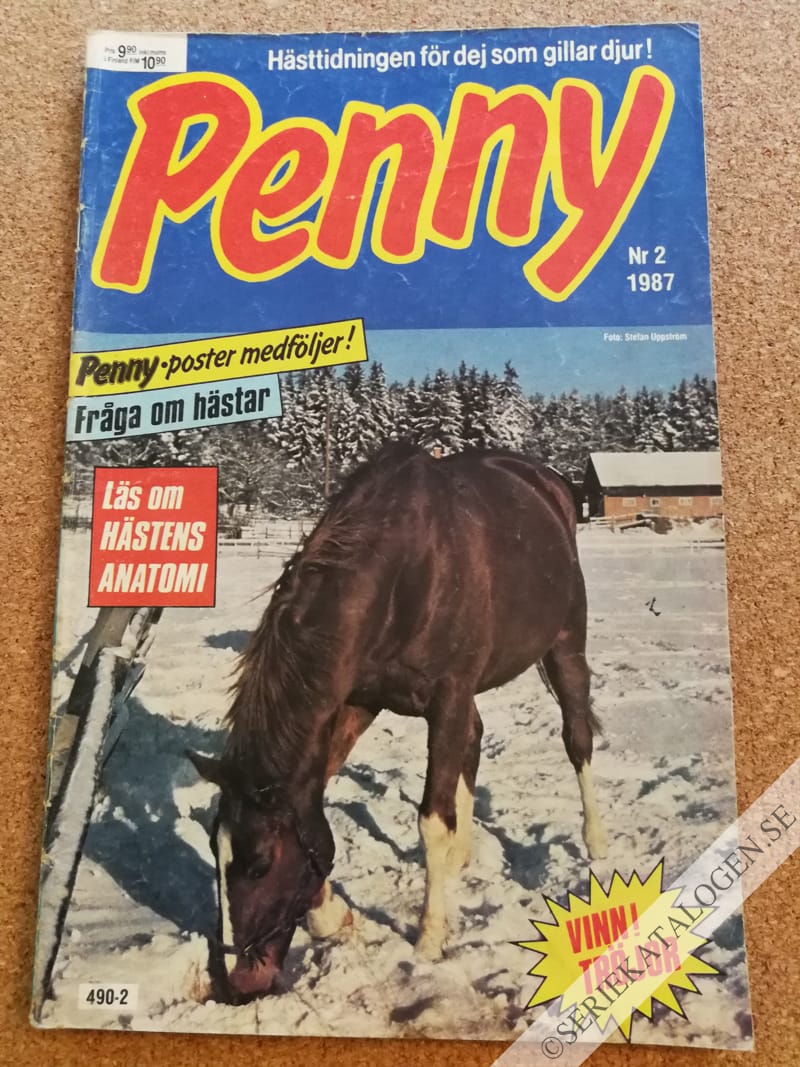 Pris 9.90 inkl moms
i Finland FIM 10.90
Hästtidningen för dej som gillar djur!
Penny
Nr 2
1987
Foto: Stefan Uppström
Penny•poster medföljer!
Fråga om hästar
Läs om
HÄSTENS
ANATOMI
VINN!
TRÖJOR
490-2
©SERIEKATALOGEN.SE